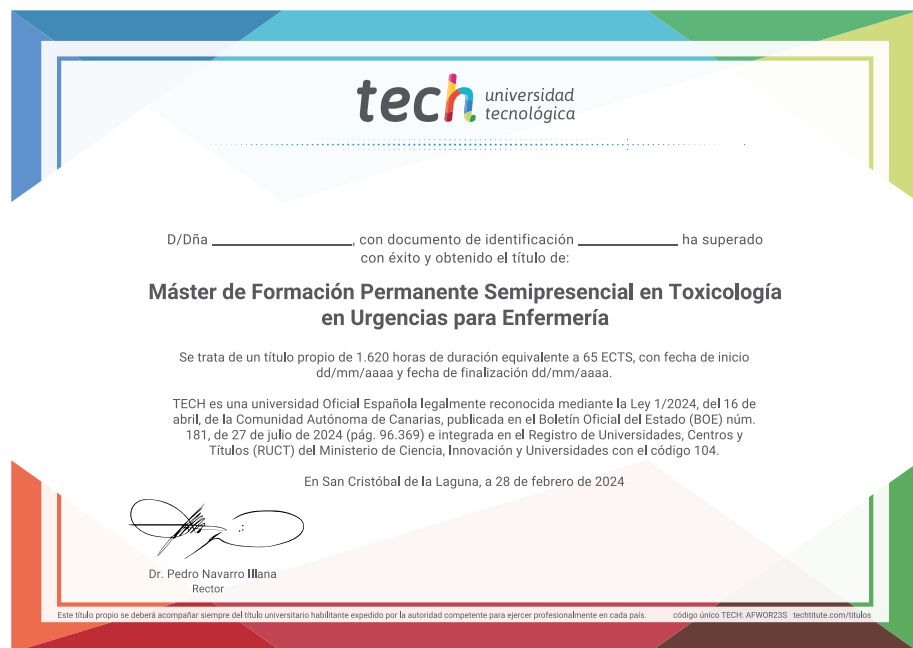 tech universidad
tecnológica
D/Dña ____________________, con documento de identificación ______________ ha superado
con éxito y obtenido el título de:
Máster de Formación Permanente Semipresencial en Toxicología
en Urgencias para Enfermería
Se trata de un título propio de 1.620 horas de duración equivalente a 65 ECTS, con fecha de inicio
dd/mm/aaaa y fecha de finalización dd/mm/aaaa.
TECH es una universidad Oficial Española legalmente reconocida mediante la Ley 1/2024, del 16 de
abril, de la Comunidad Autónoma de Canarias, publicada en el Boletín Oficial del Estado (BOE) núm.
181, de 27 de julio de 2024 (pág. 96.369) e integrada en el Registro de Universidades, Centros y
Títulos (RUCT) del Ministerio de Ciencia, Innovación y Universidades con el código 104.
En San Cristóbal de la Laguna, a 28 de febrero de 2024
Dr. Pedro Navarro Illana
Rector
Este título propio se deberá acompañar siempre del título universitario habilitante expedido por la autoridad competente para ejercer profesionalmente en cada país. código único TECH: AFWOR23S techtitute.com/titulos